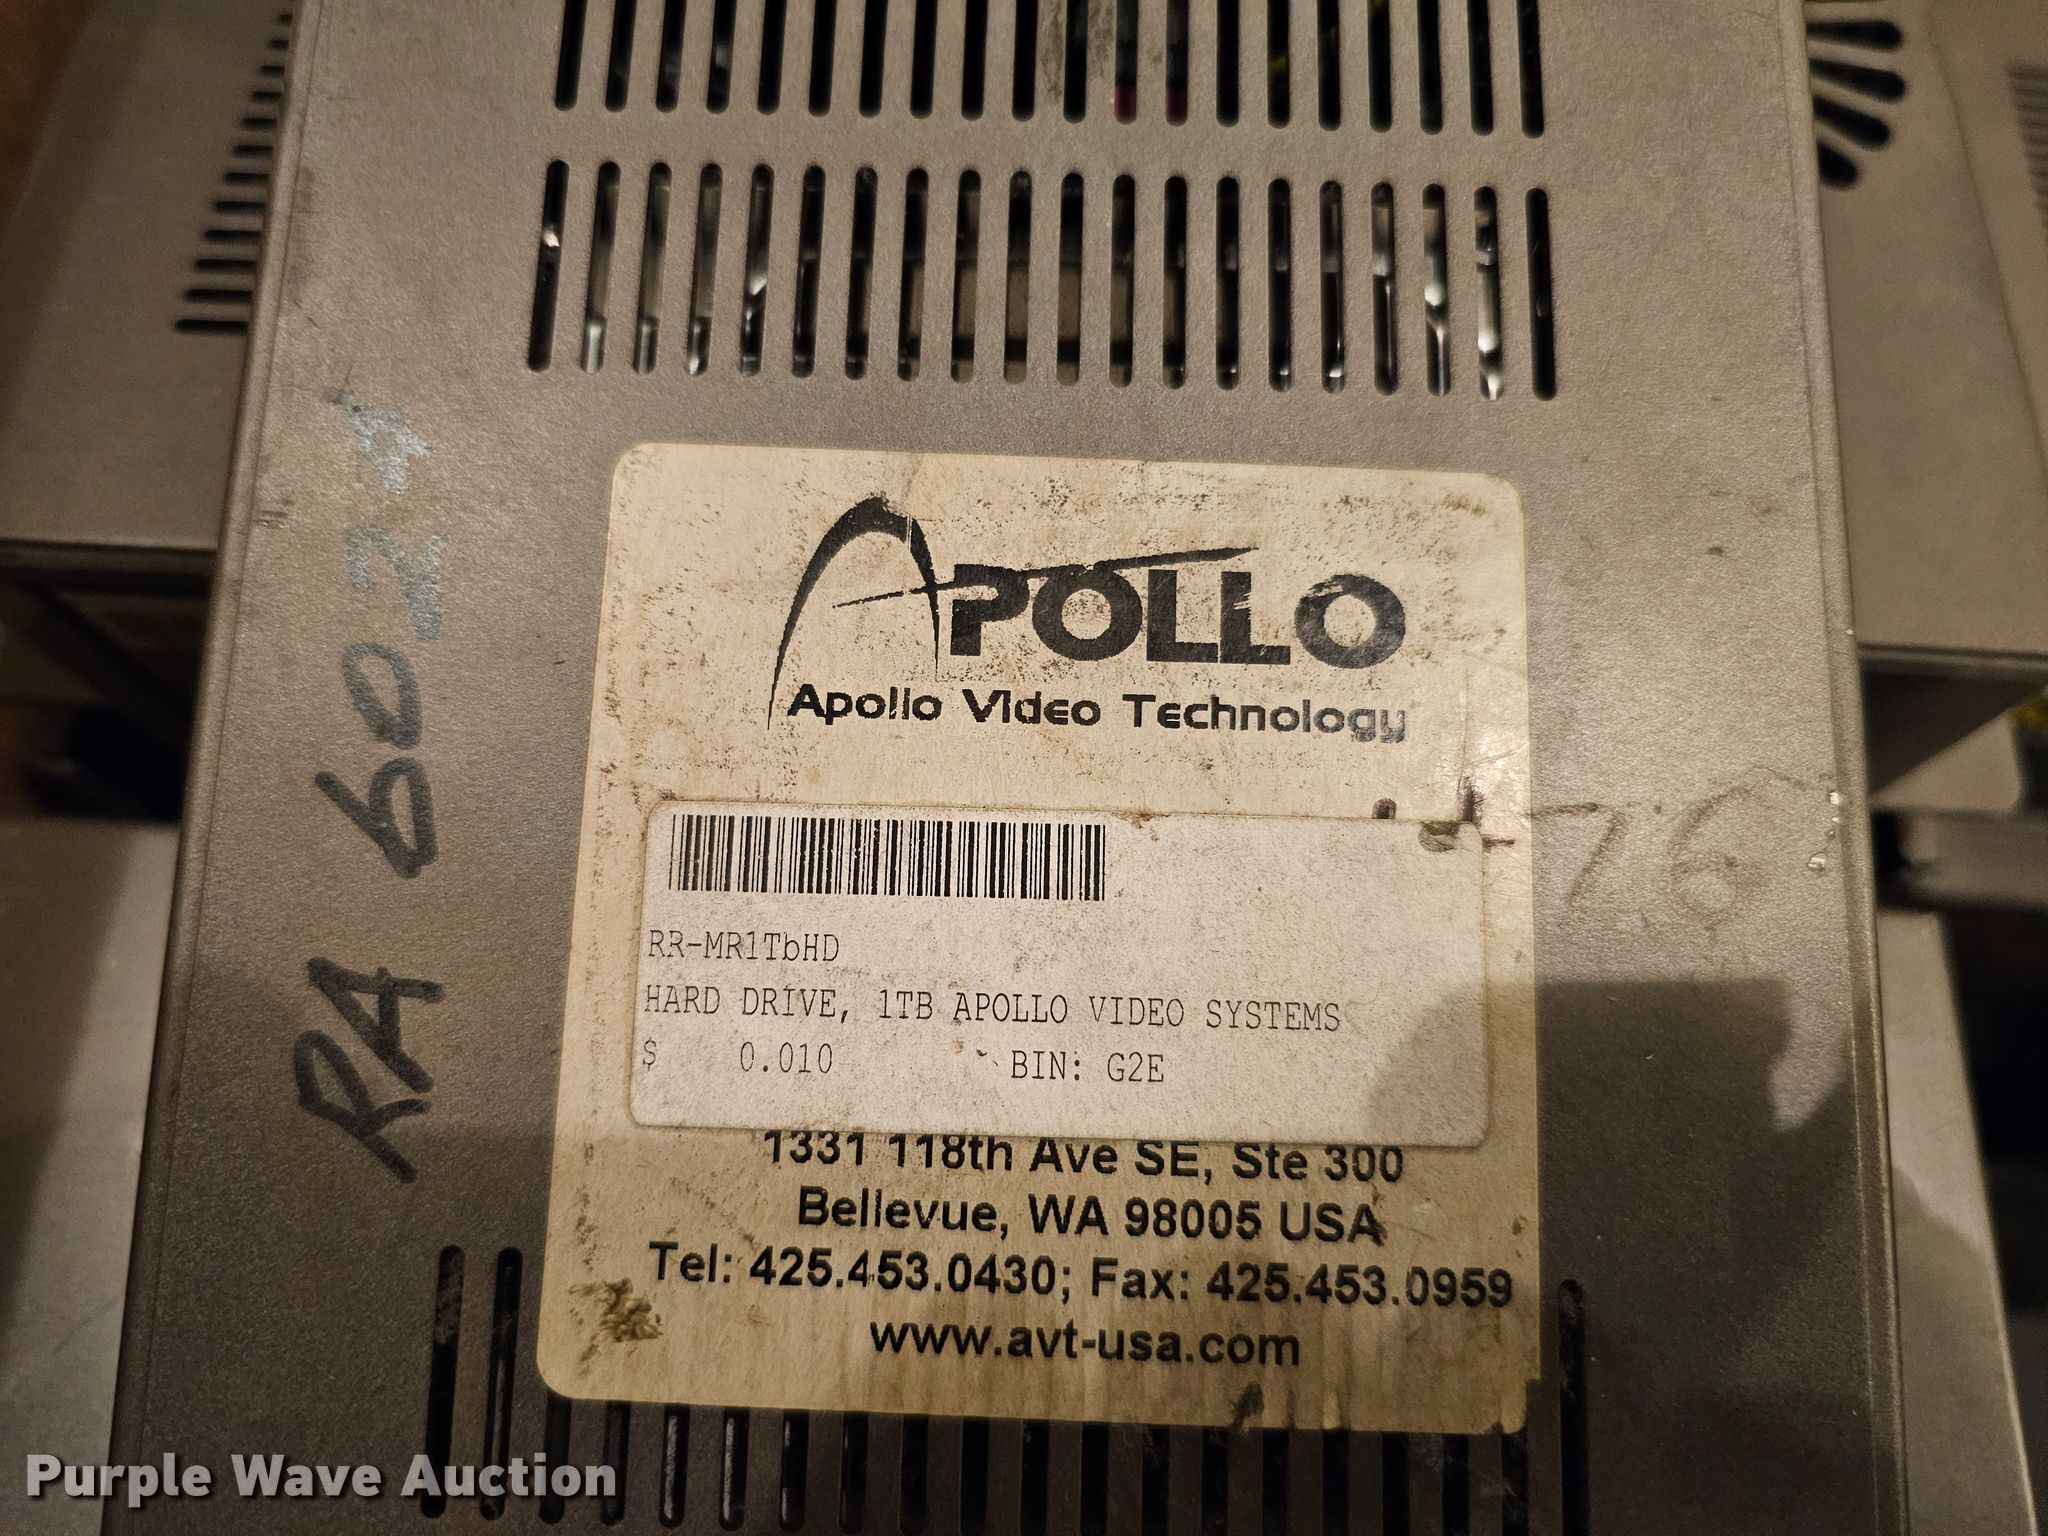 APOLLO
Apollo Video Technology
RR-MR1TbHD
HARD DRIVE, 1TB APOLLO VIDEO SYSTEMS
$ 0.010 BIN: G2E
1331 118th Ave SE, Ste 300
Bellevue, WA 98005 USA
Tel: 425.453.0430; Fax: 425.453.0959
www.avt-usa.com
RA 6024
76
Purple Wave Auction